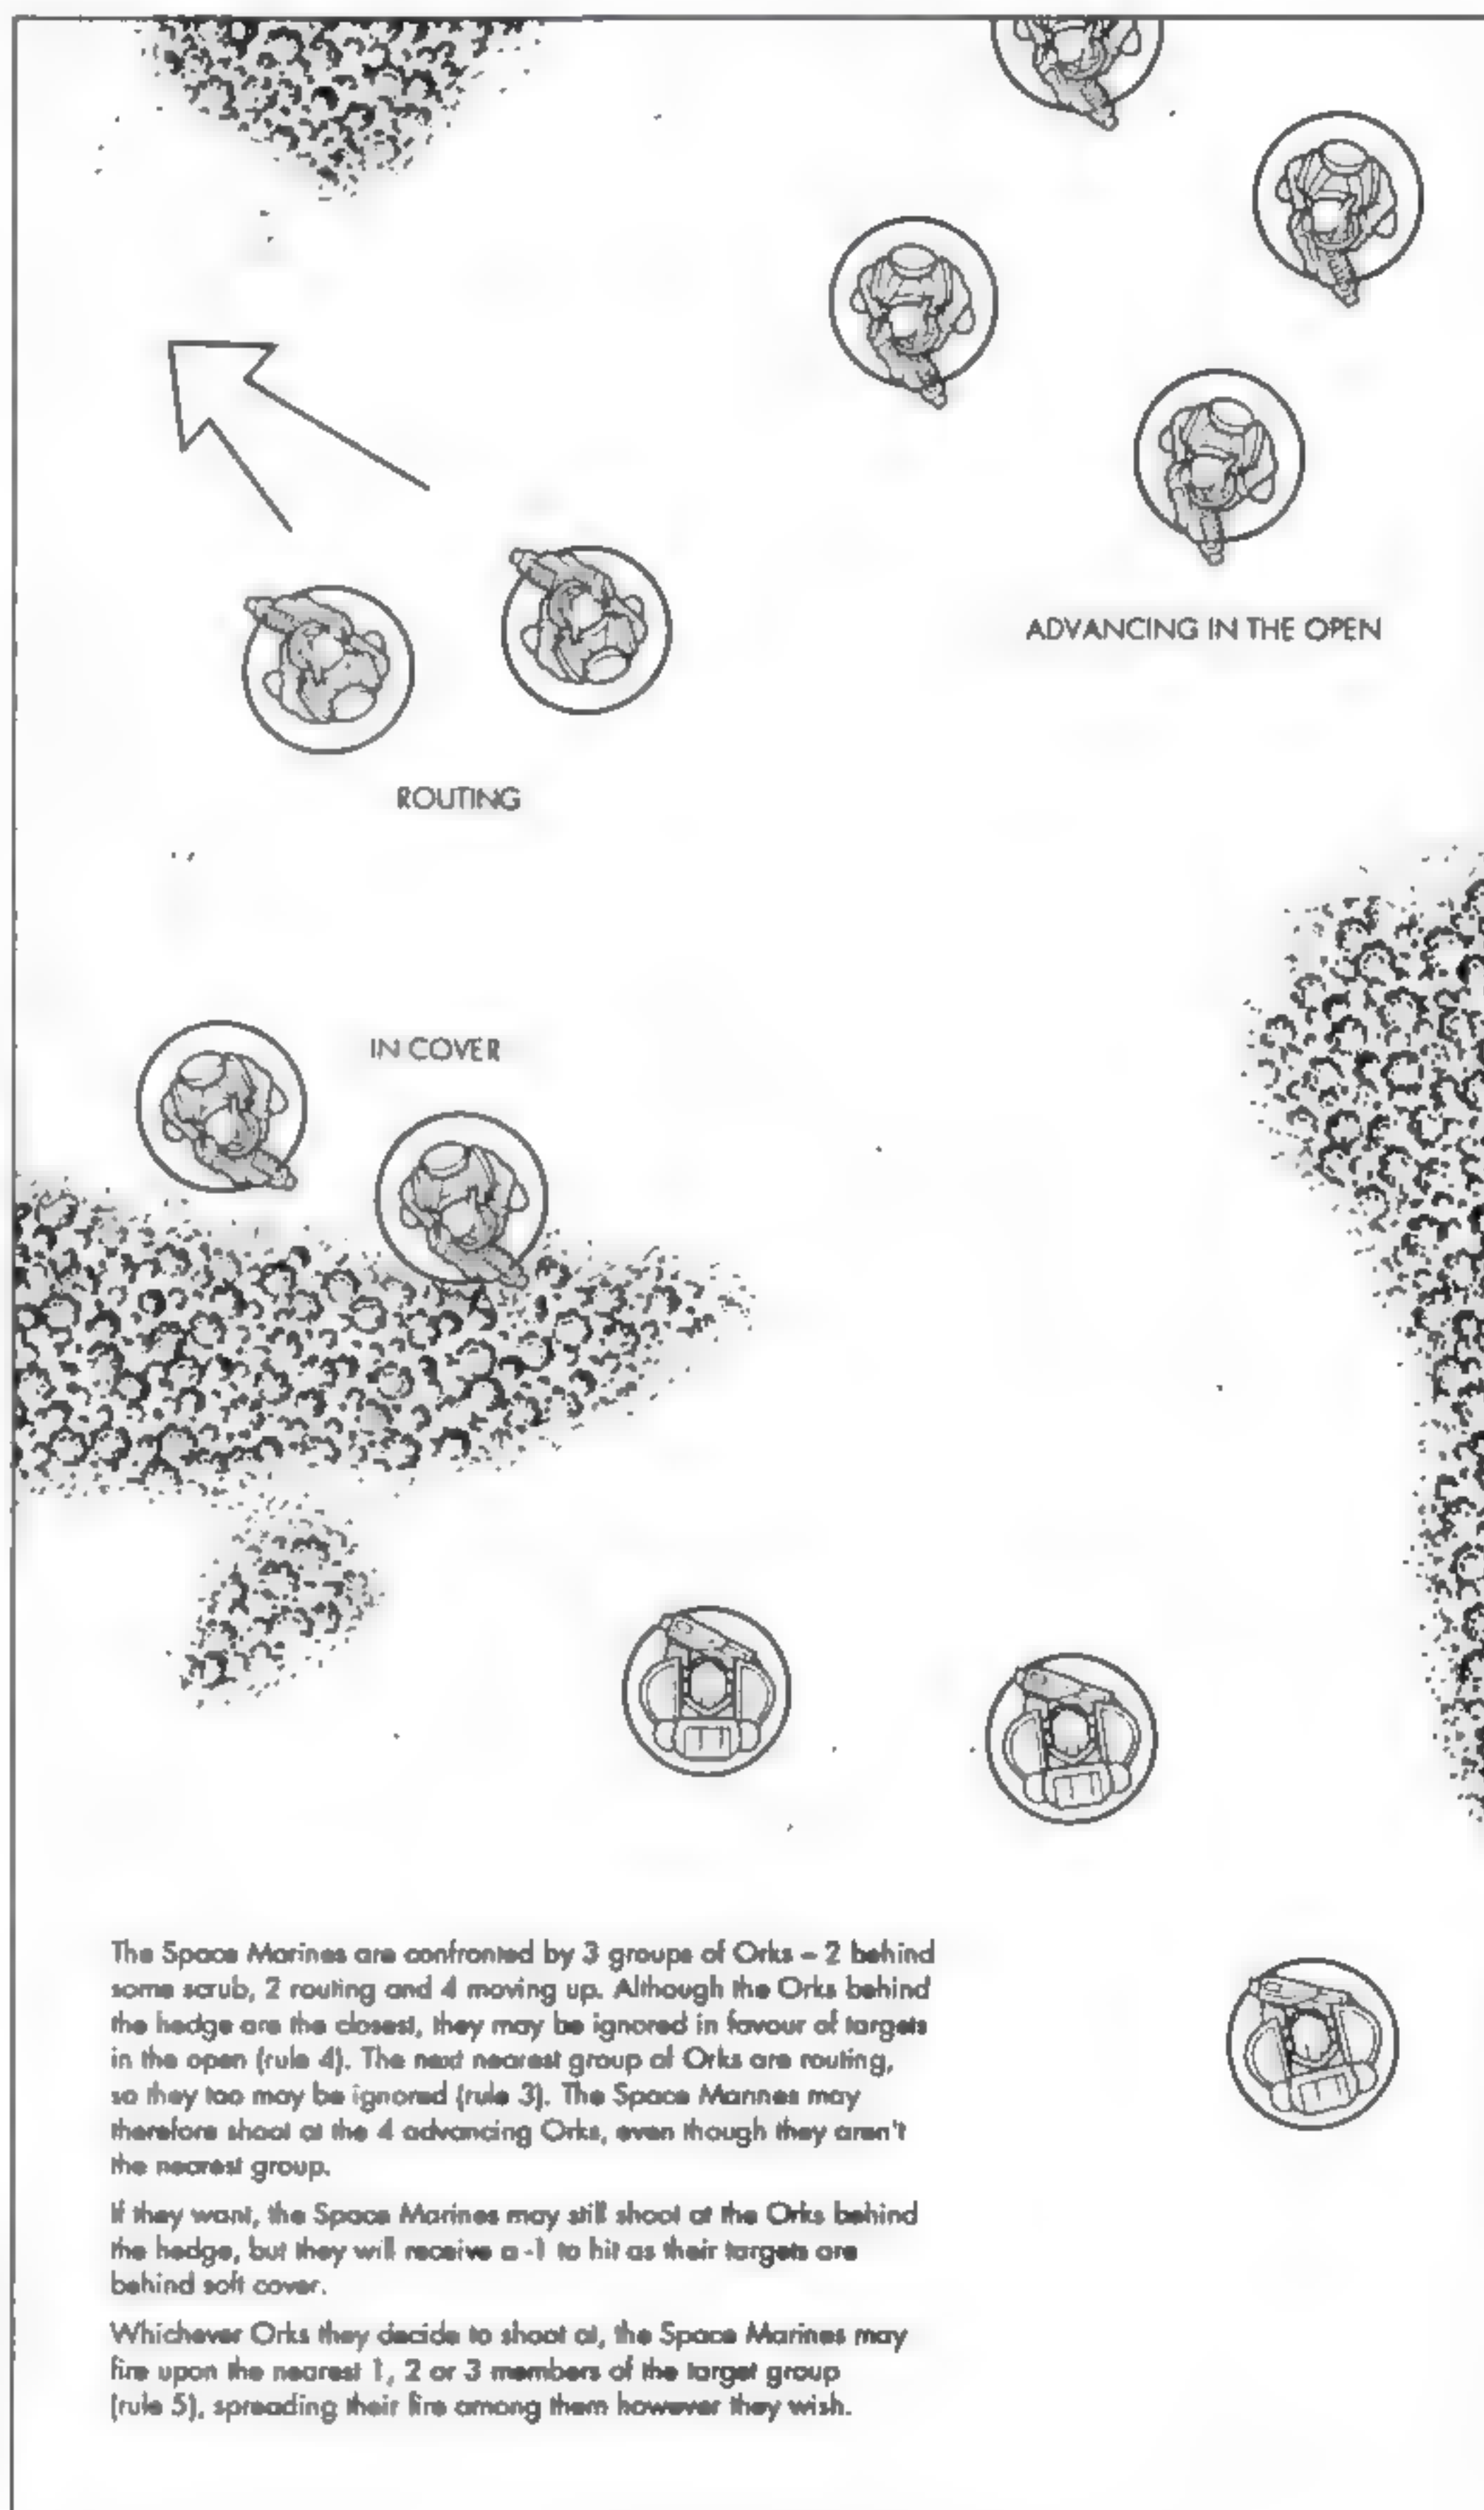 ADVANCING IN THE OPEN
ROUTING
IN COVER
The Space Marines are confronted by 3 groups of Orks – 2 behind
some scrub, 2 routing and 4 moving up. Although the Orks behind
the hedge are the closest, they may be ignored in favour of targets
in the open (rule 4). The next nearest group of Orks are routing,
so they too may be ignored (rule 3). The Space Marines may
therefore shoot at the 4 advancing Orks, even though they aren't
the nearest group.
If they want, the Space Marines may still shoot at the Orks behind
the hedge, but they will receive a -1 to hit as their targets are
behind soft cover.
Whichever Orks they decide to shoot at, the Space Marines may
fire upon the nearest 1, 2 or 3 members of the target group
(rule 5), spreading their fire among them however they wish.